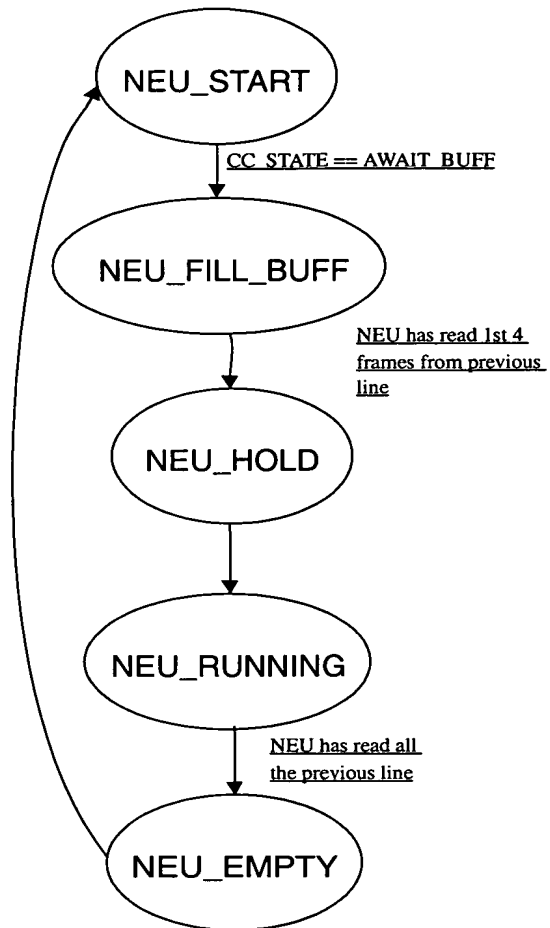 NEU_START
CC_STATE == AWAIT_BUFF
NEU_FILL_BUFF
NEU has read 1st 4
frames from previous
line
NEU_HOLD
NEU_RUNNING
NEU has read all
the previous line
NEU_EMPTY